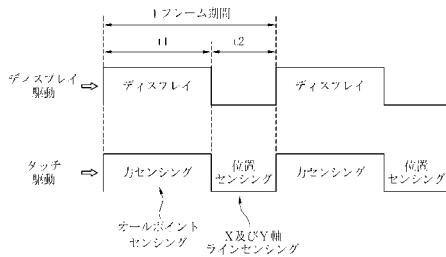 1フレーム期間
t1
t2
ディスプレイ
駆動
ディスプレイ
ディスプレイ
タッチ
駆動
力センシング
位置
センシング
力センシング
位置
センシング
オールポイント
センシング
X及びY軸
ラインセンシング